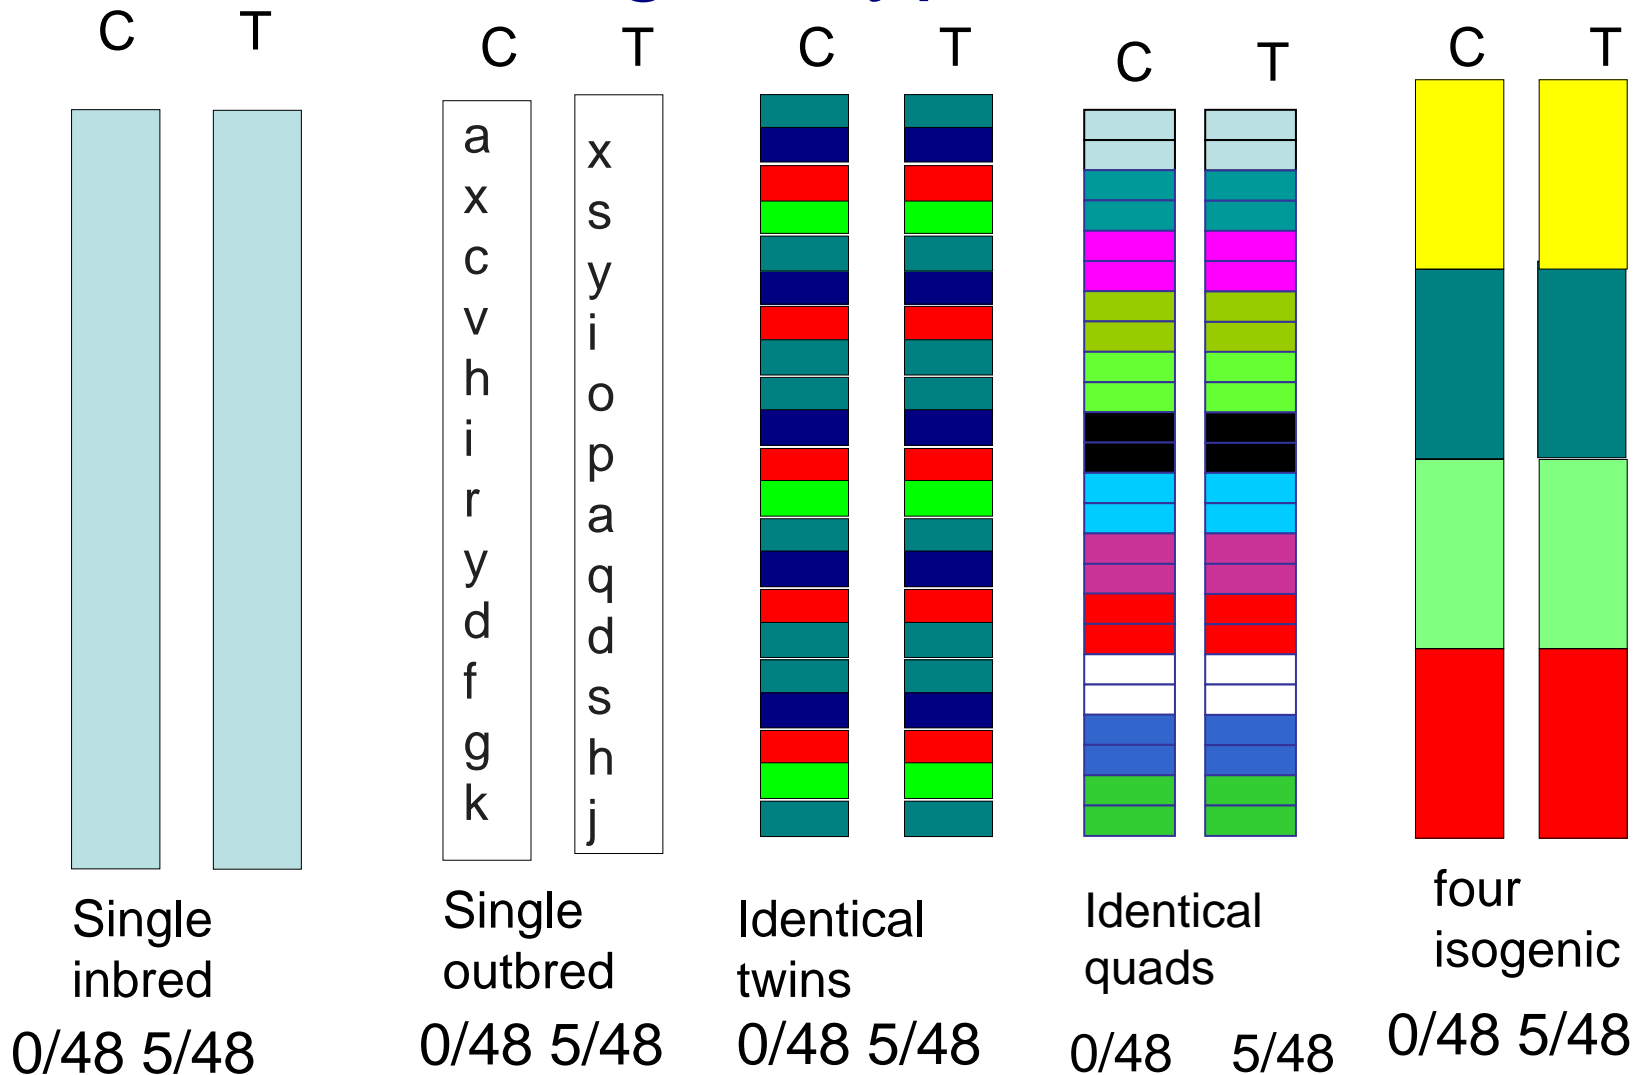 C T
C T
C T
C T
C T
a
x
c
v
h
i
r
y
d
f
g
k
x
s
y
i
o
p
a
q
d
s
h
j
Single
inbred
0/48 5/48
Single
outbred
0/48 5/48
Identical
twins
0/48 5/48
Identical
quads
0/48 5/48
four
isogenic
0/48 5/48